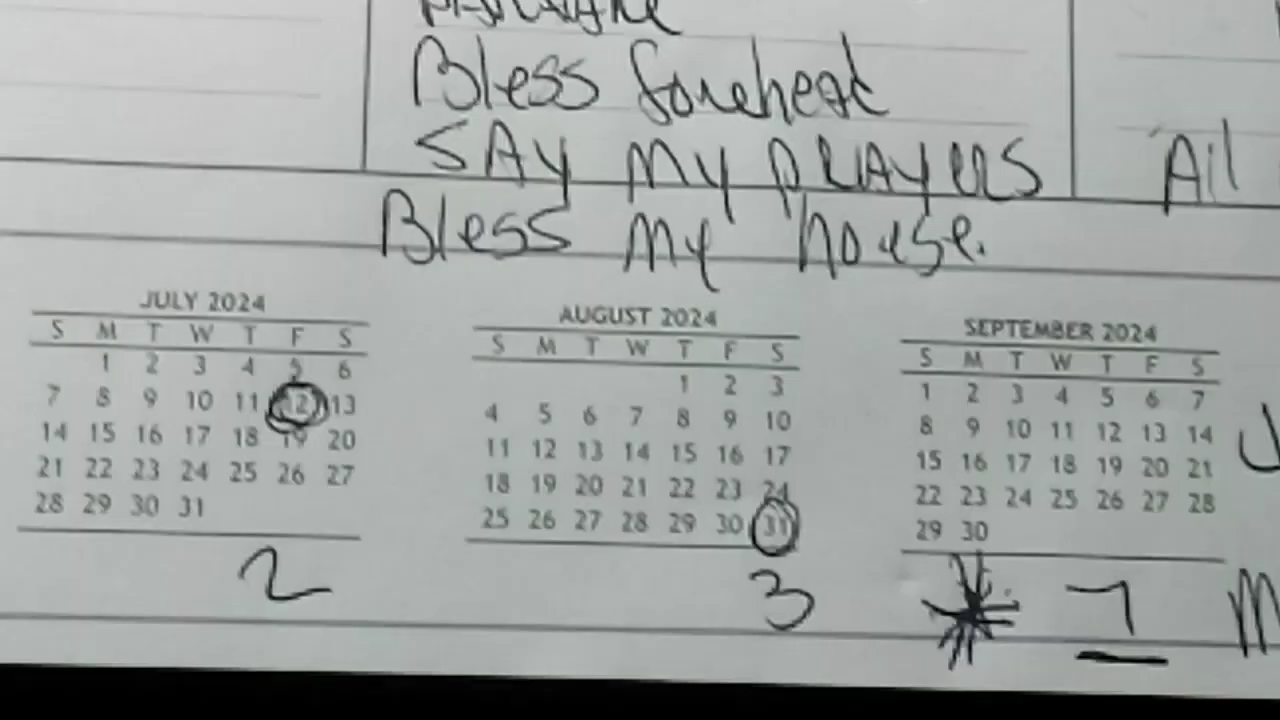 Bless forehead
SAY MY PRAYERS
All
Bless my house.
JULY 2024
S M T W T F S
1 2 3 4 5 6
7 8 9 10 11 12 13
14 15 16 17 18 19 20
21 22 23 24 25 26 27
28 29 30 31
2
AUGUST 2024
S M T W T F S
1 2 3
4 5 6 7 8 9 10
11 12 13 14 15 16 17
18 19 20 21 22 23 24
25 26 27 28 29 30 31
3
SEPTEMBER 2024
S M T W T F S
1 2 3 4 5 6 7
8 9 10 11 12 13 14
15 16 17 18 19 20 21
22 23 24 25 26 27 28
29 30
7